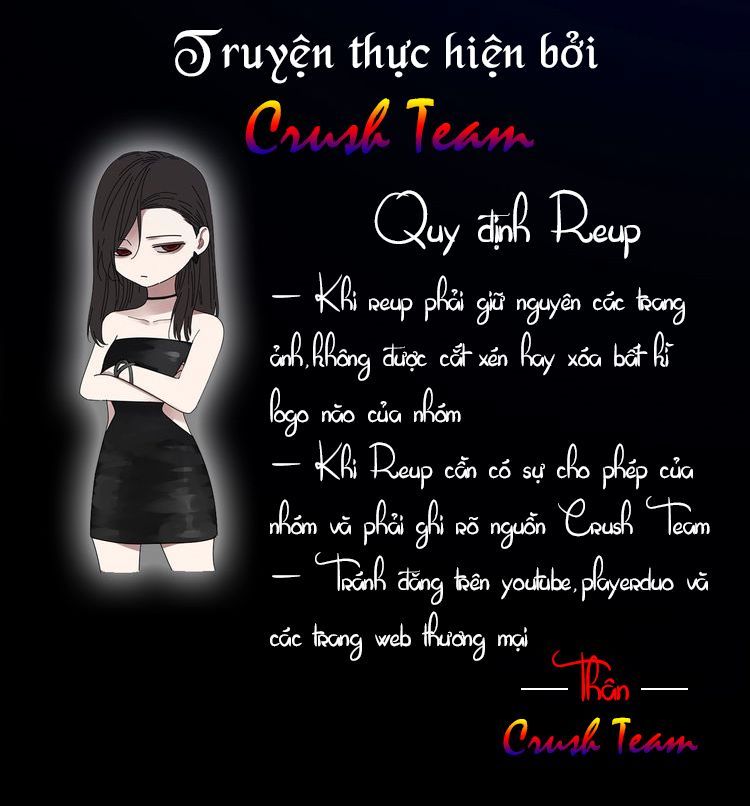 Truyện thực hiện bởi
Crush Team
Quy định Reup
— Khi reup phải giữ nguyên các trang
ảnh,không được cắt xén hay xóa bất kì
logo nào của nhóm
— Khi Reup cần có sự cho phép của
nhóm và phải ghi rõ nguồn Crush Team
— Tránh đăng trên youtube,playerduo và
các trang web thương mại
— Thân —
Crush Team